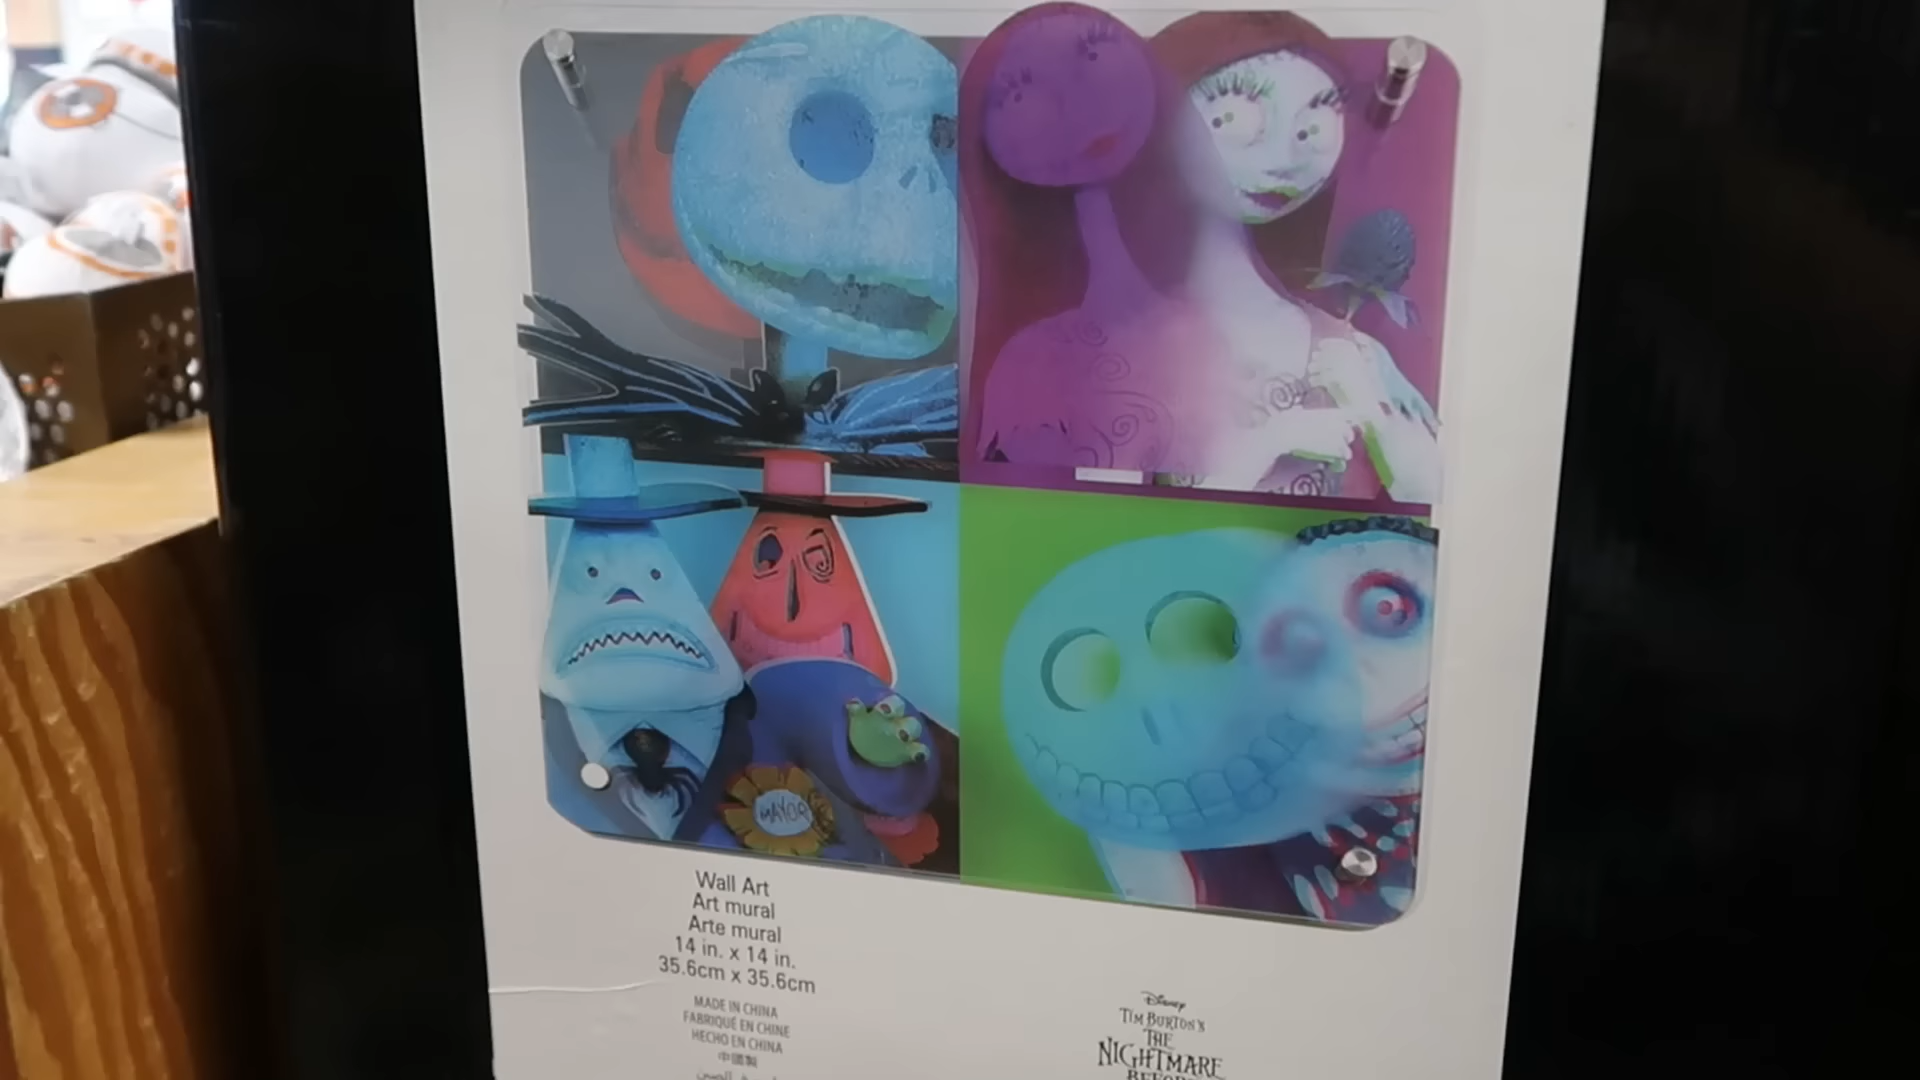 MAYOR
Wall Art
Art mural
Arte mural
14 in. x 14 in.
35.6cm x 35.6cm
MADE IN CHINA
FABRIQUÉ EN CHINE
HECHO EN CHINA
中國製
Disney
TIM BURTON'S
THE
NIGHTMARE
BEFORE